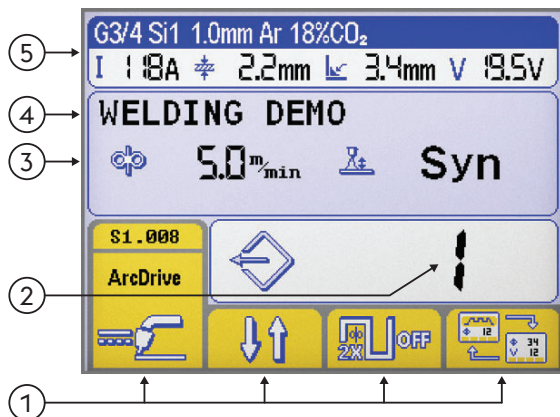 G3/4 Si1 1.0mm Ar 18%CO₂
I 118A 2.2mm 3.4mm V 19.5V
WELDING DEMO
5.0 m/min Syn
S1.008
ArcDrive
1
2X OFF
12
34
V 12
5
4
3
2
1